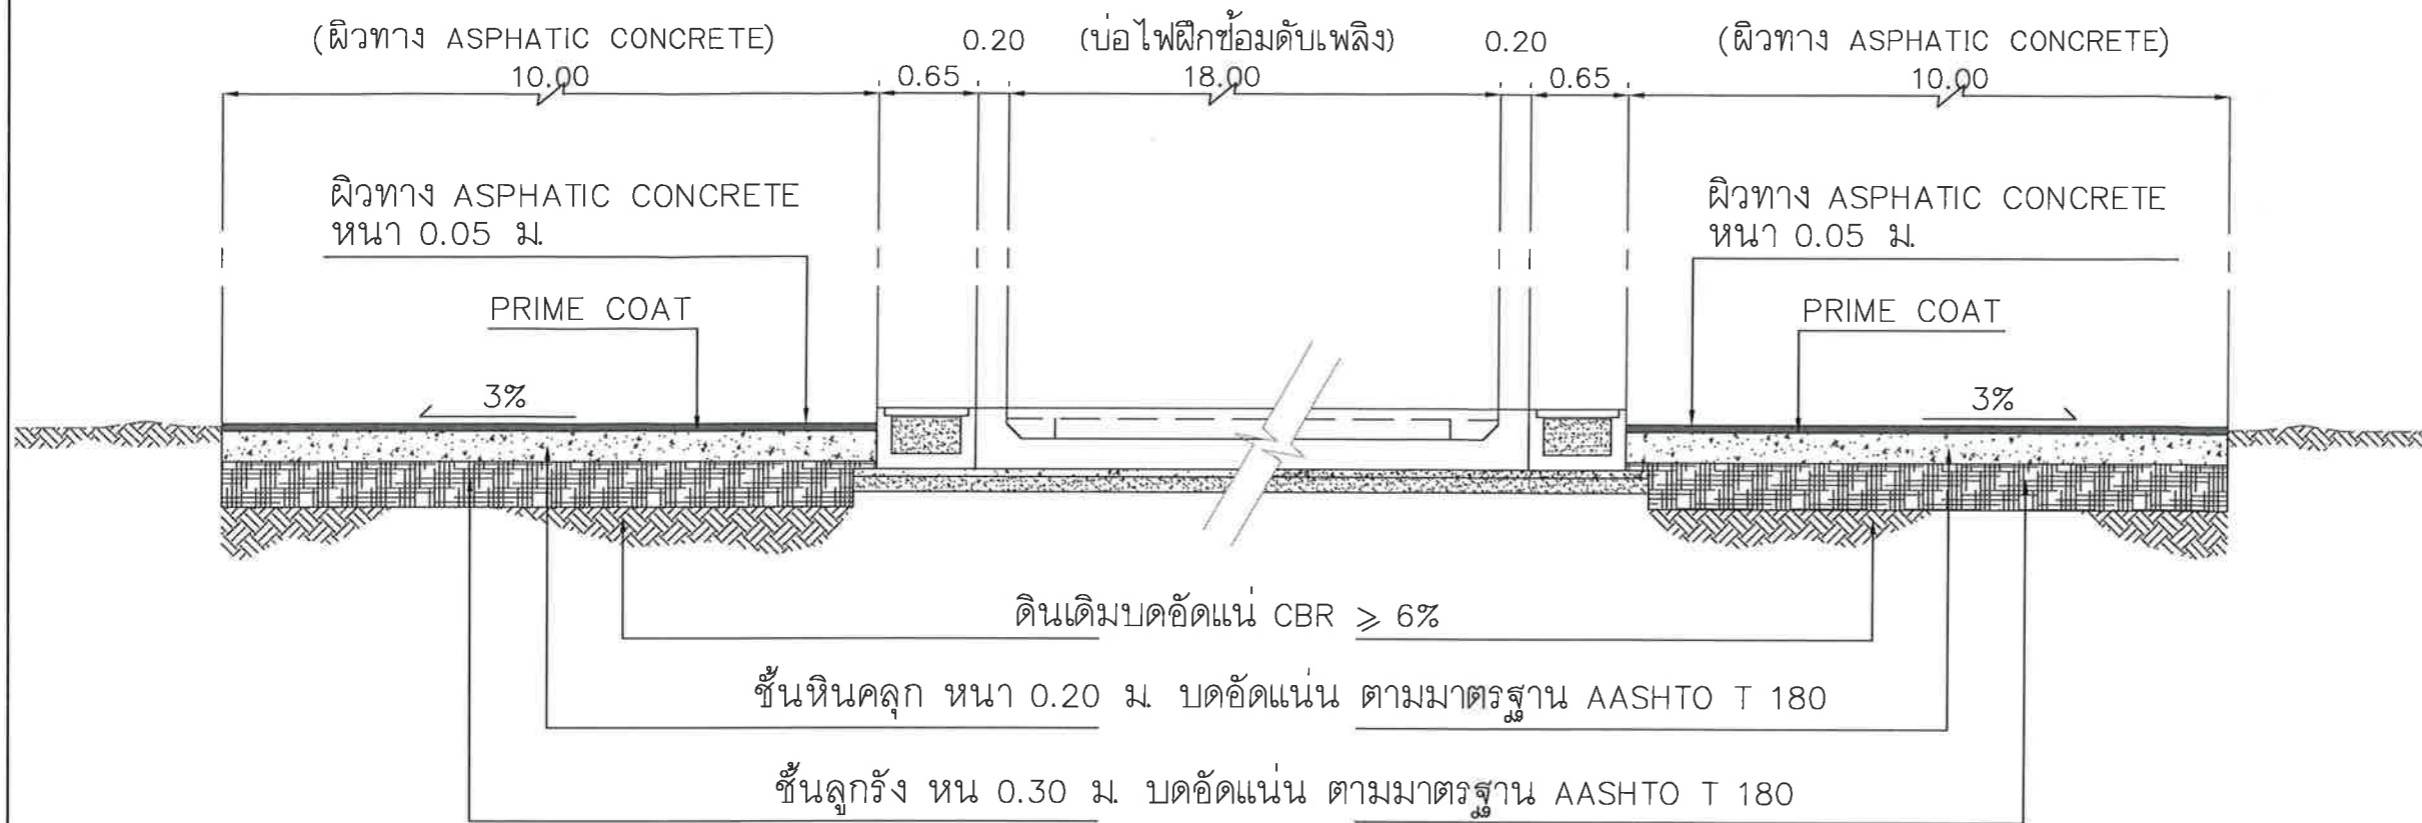 (ผิวทาง ASPHATIC CONCRETE) 0.20 (บ่อไฟฝึกซ้อมดับเพลิง) 0.20 (ผิวทาง ASPHATIC CONCRETE)
10.00 0.65 18.00 0.65 10.00
ผิวทาง ASPHATIC CONCRETE
หนา 0.05 ม.
ผิวทาง ASPHATIC CONCRETE
หนา 0.05 ม.
PRIME COAT
PRIME COAT
3%
3%
ดินเดิมบดอัดแน่ CBR ⩾ 6%
ชั้นหินคลุก หนา 0.20 ม. บดอัดแน่น ตามมาตรฐาน AASHTO T 180
ชั้นลูกรัง หน 0.30 ม. บดอัดแน่น ตามมาตรฐาน AASHTO T 180